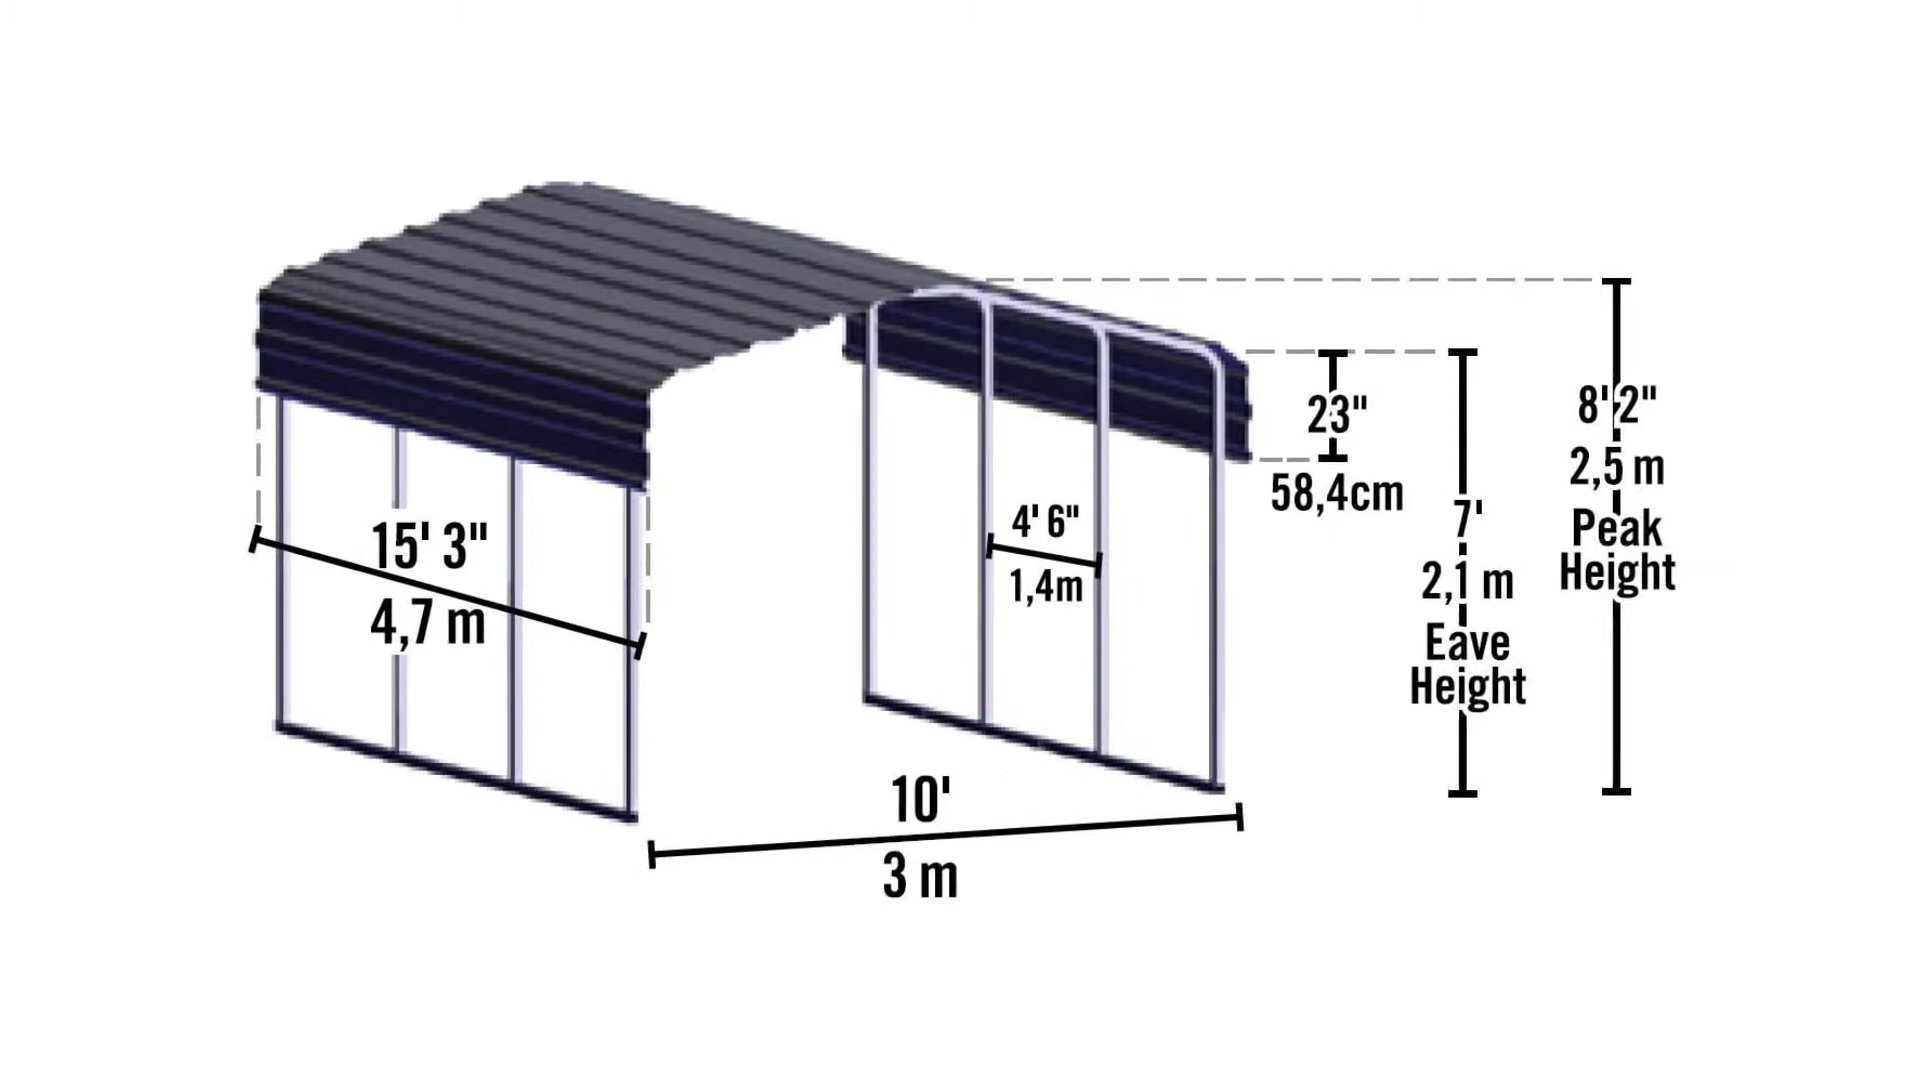 15' 3"
4,7 m
10'
3 m
4' 6"
1,4m
23"
58,4cm
7'
2,1 m
Eave
Height
8' 2"
2,5 m
Peak
Height